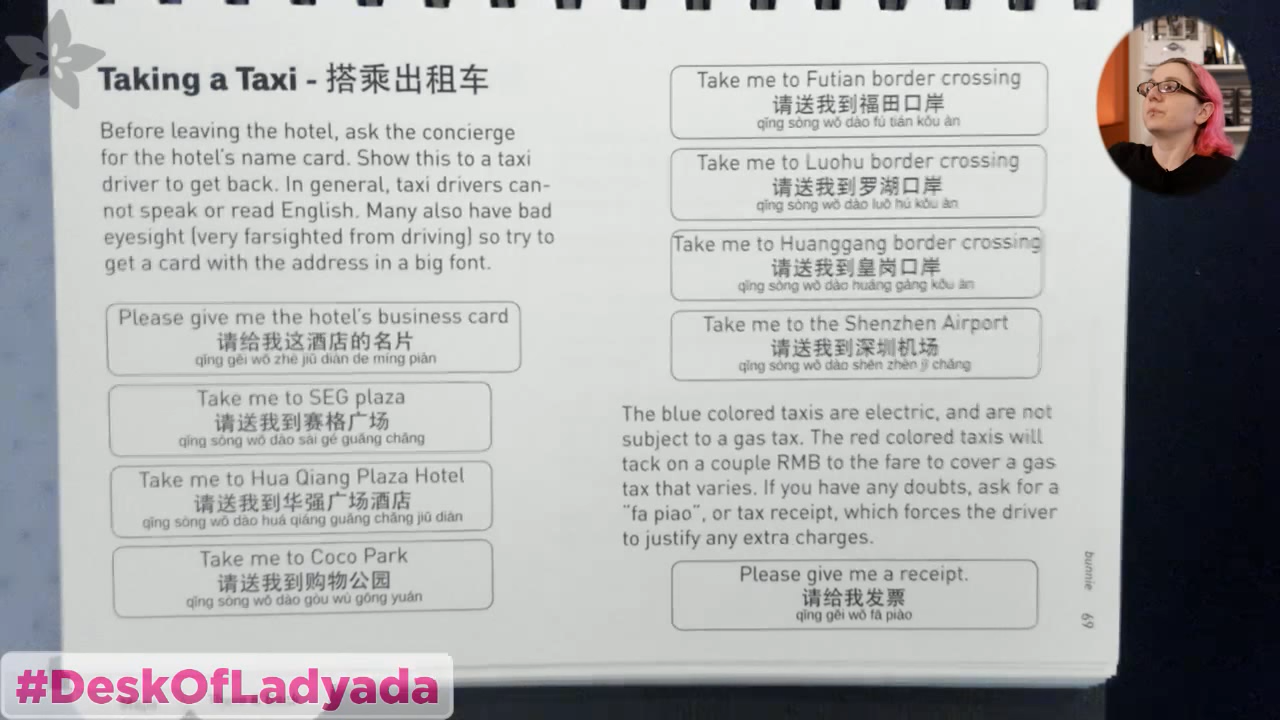 Taking a Taxi - 搭乘出租车
Before leaving the hotel, ask the concierge
for the hotel's name card. Show this to a taxi
driver to get back. In general, taxi drivers can-
not speak or read English. Many also have bad
eyesight (very farsighted from driving) so try to
get a card with the address in a big font.
Please give me the hotel's business card
请给我这酒店的名片
qǐng gěi wǒ zhè jiǔ diàn de míng piàn
Take me to SEG plaza
请送我到赛格广场
qǐng sòng wǒ dào sài gé guǎng chǎng
Take me to Hua Qiang Plaza Hotel
请送我到华强广场酒店
qǐng sòng wǒ dào huá qiáng guǎng chǎng jiǔ diàn
Take me to Coco Park
请送我到购物公园
qǐng sòng wǒ dào gòu wù gōng yuán
Take me to Futian border crossing
请送我到福田口岸
qǐng sòng wǒ dào fú tián kǒu àn
Take me to Luohu border crossing
请送我到罗湖口岸
qǐng sòng wǒ dào luó hú kǒu àn
Take me to Huanggang border crossing
请送我到皇岗口岸
qǐng sòng wǒ dào huáng gǎng kǒu àn
Take me to the Shenzhen Airport
请送我到深圳机场
qǐng sòng wǒ dào shēn zhèn jī chǎng
The blue colored taxis are electric, and are not
subject to a gas tax. The red colored taxis will
tack on a couple RMB to the fare to cover a gas
tax that varies. If you have any doubts, ask for a
"fa piao", or tax receipt, which forces the driver
to justify any extra charges.
Please give me a receipt.
请给我发票
qǐng gěi wǒ fā piào
bunnie 69
#DeskOfLadyada